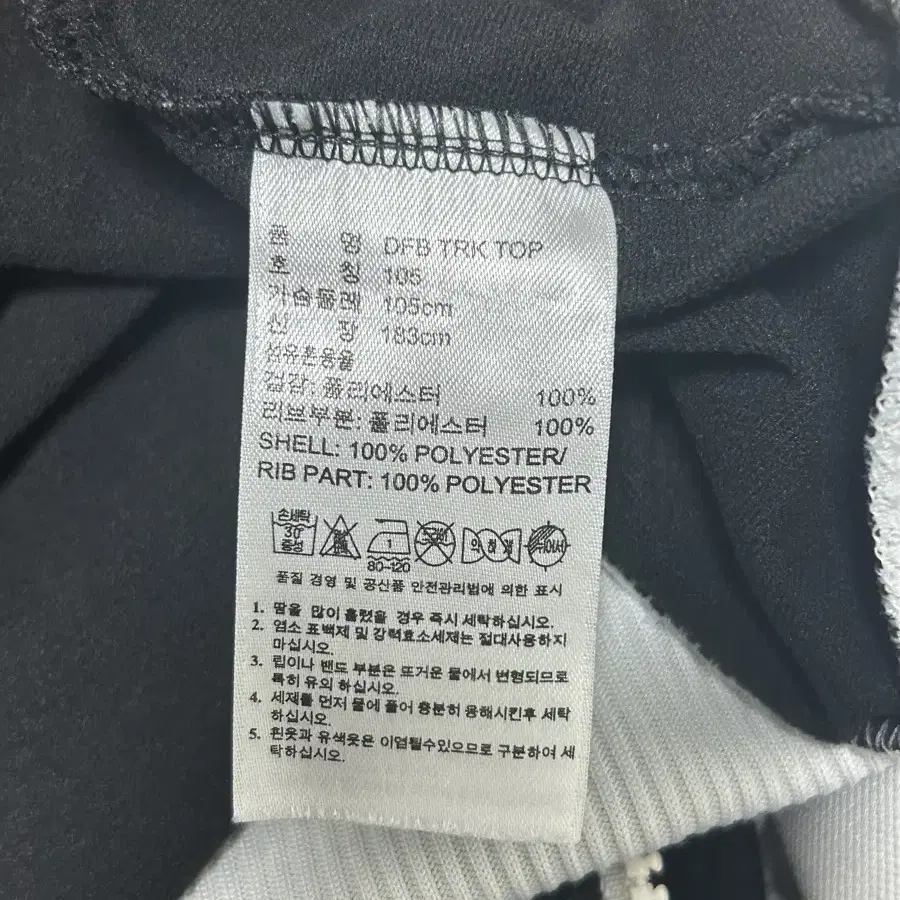 품 명 DFB TRK TOP
호 칭 105
가슴둘레 105cm
신 장 183cm
섬유혼용율
겉감: 폴리에스터 100%
리브부분: 폴리에스터 100%
SHELL: 100% POLYESTER/
RIB PART: 100% POLYESTER
손세탁 30˚ 중성 1 80-120 드라이 약하게 뉘어서
품질 경영 및 공산품 안전관리법에 의한 표시
1. 땀을 많이 흘렸을 경우 즉시 세탁하십시오.
2. 염소 표백제 및 강력효소세제는 절대사용하지
마십시오.
3. 립이나 밴드 부분은 뜨거운 물에서 변형되므로
특히 유의 하십시오.
4. 세제를 먼저 물에 풀어 충분히 용해시킨후 세탁
하십시오.
5. 흰옷과 유색옷은 이염될수있으므로 구분하여 세
탁하십시오.